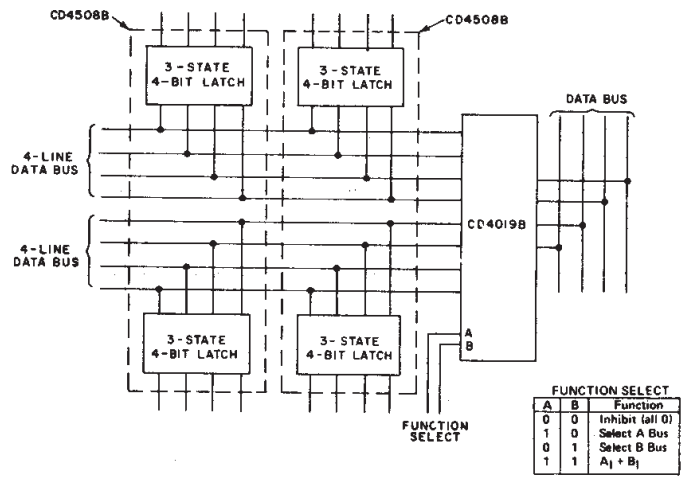 CD4508B
CD4508B
3-STATE
4-BIT LATCH
3-STATE
4-BIT LATCH
DATA BUS
4-LINE
DATA BUS
CD4019B
4-LINE
DATA BUS
3-STATE
4-BIT LATCH
3-STATE
4-BIT LATCH
A
B
FUNCTION
SELECT
FUNCTION SELECT
A B Function
0 0 Inhibit (all 0)
1 0 Select A Bus
0 1 Select B Bus
1 1 A1 + B1